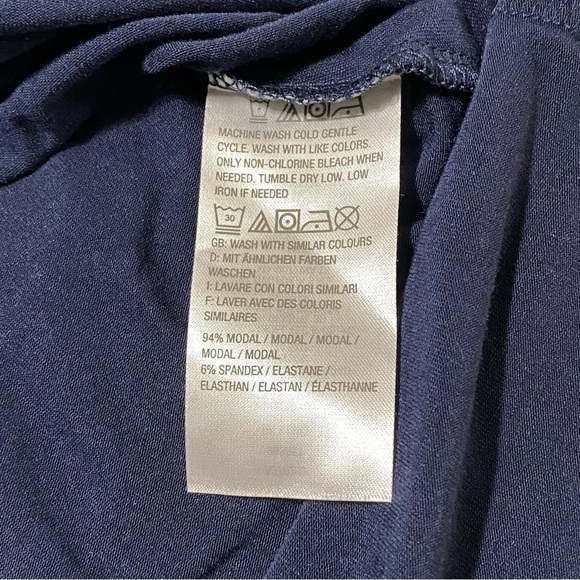 MACHINE WASH COLD GENTLE
CYCLE. WASH WITH LIKE COLORS.
ONLY NON-CHLORINE BLEACH WHEN
NEEDED. TUMBLE DRY LOW. LOW
IRON IF NEEDED
30
GB: WASH WITH SIMILAR COLOURS
D: MIT ÄHNLICHEN FARBEN
WASCHEN
I: LAVARE CON COLORI SIMILARI
F: LAVER AVEC DES COLORIS
SIMILAIRES
94% MODAL / MODAL / MODAL /
MODAL / MODAL
6% SPANDEX / ELASTANE /
ELASTHAN / ELASTAN / ÉLASTHANNE